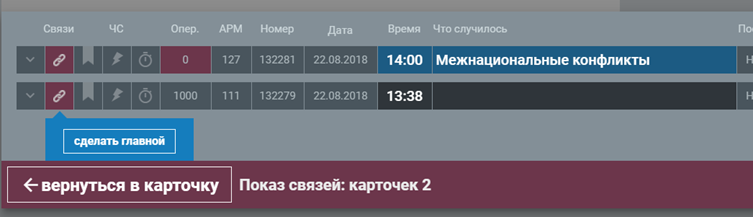 Связи ЧС Опер. АРМ Номер Дата Время Что случилось
0 127 132281 22.08.2018 14:00 Межнациональные конфликты
1000 111 132279 22.08.2018 13:38
сделать главной
вернуться в карточку Показ связей: карточек 2